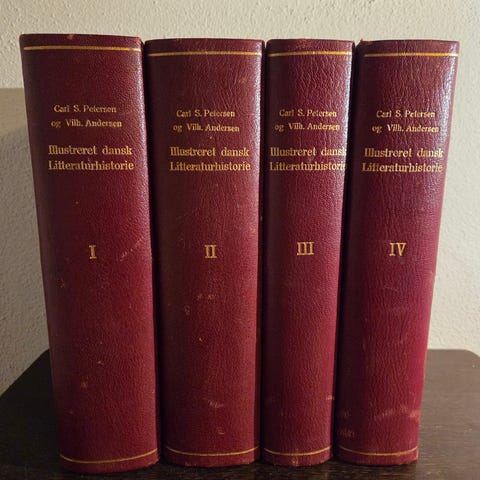 Carl S. Petersen
og Vilh. Andersen
Illustreret dansk
Litteraturhistorie
I
Carl S. Petersen
og Vilh. Andersen
Illustreret dansk
Litteraturhistorie
II
Carl S. Petersen
og Vilh. Andersen
Illustreret dansk
Litteraturhistorie
III
Carl S. Petersen
og Vilh. Andersen
Illustreret dansk
Litteraturhistorie
IV